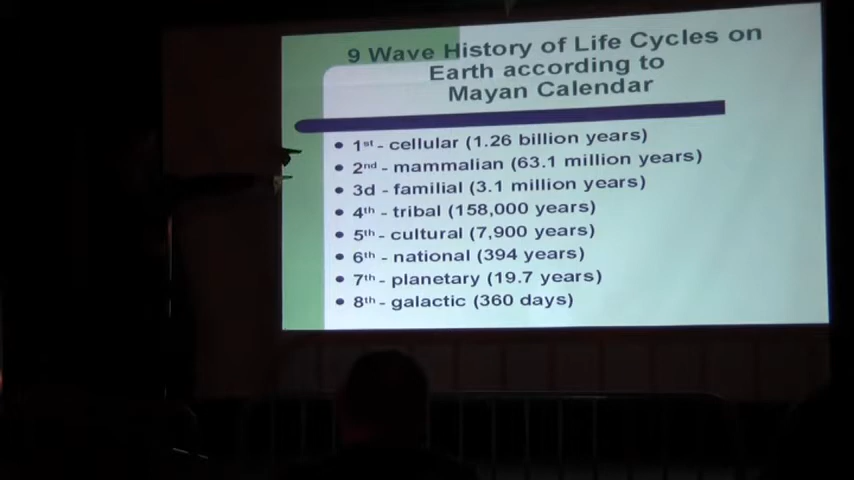 9 Wave History of Life Cycles on
Earth according to
Mayan Calendar
• 1st - cellular (1.26 billion years)
• 2nd - mammalian (63.1 million years)
• 3d - familial (3.1 million years)
• 4th - tribal (158,000 years)
• 5th - cultural (7,900 years)
• 6th - national (394 years)
• 7th - planetary (19.7 years)
• 8th - galactic (360 days)